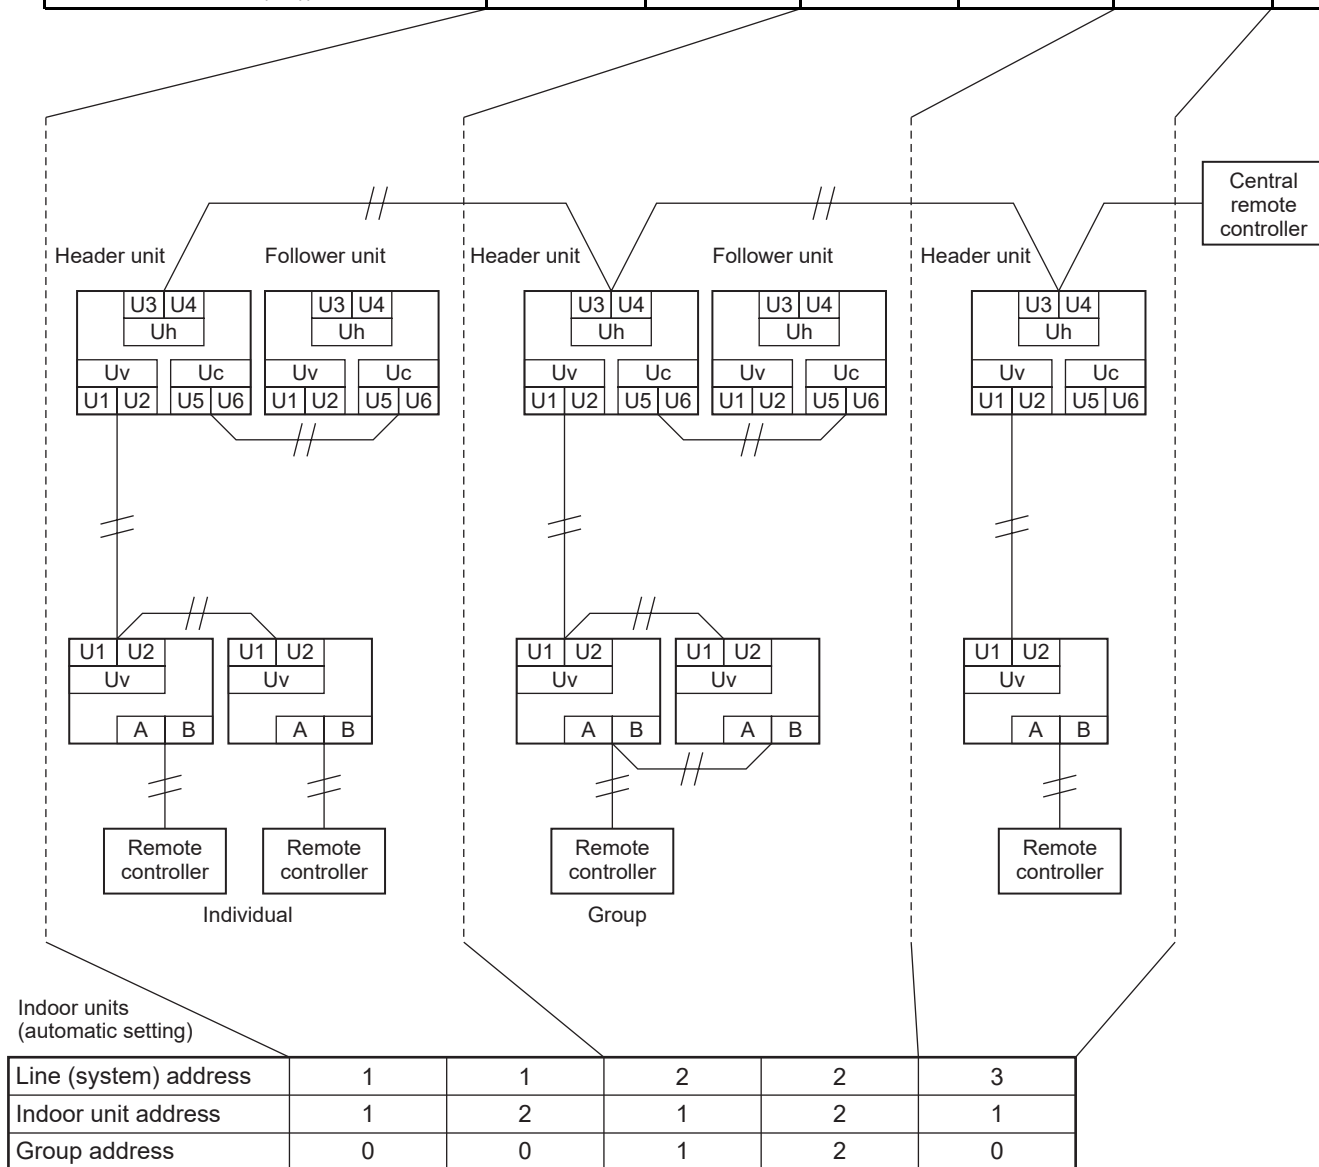 Central
remote
controller
Header unit Follower unit Header unit Follower unit Header unit
U3 U4 U3 U4 U3 U4 U3 U4 U3 U4
Uh Uh Uh Uh Uh
Uv Uc Uv Uc Uv Uc Uv Uc Uv Uc
U1 U2 U5 U6 U1 U2 U5 U6 U1 U2 U5 U6 U1 U2 U5 U6 U1 U2 U5 U6
U1 U2 U1 U2 U1 U2 U1 U2 U1 U2
Uv Uv Uv Uv Uv
A B A B A B A B A B
Remote Remote Remote Remote
controller controller controller controller
Individual Group
Indoor units
(automatic setting)
Line (system) address 1 1 2 2 3
Indoor unit address 1 2 1 2 1
Group address 0 0 1 2 0